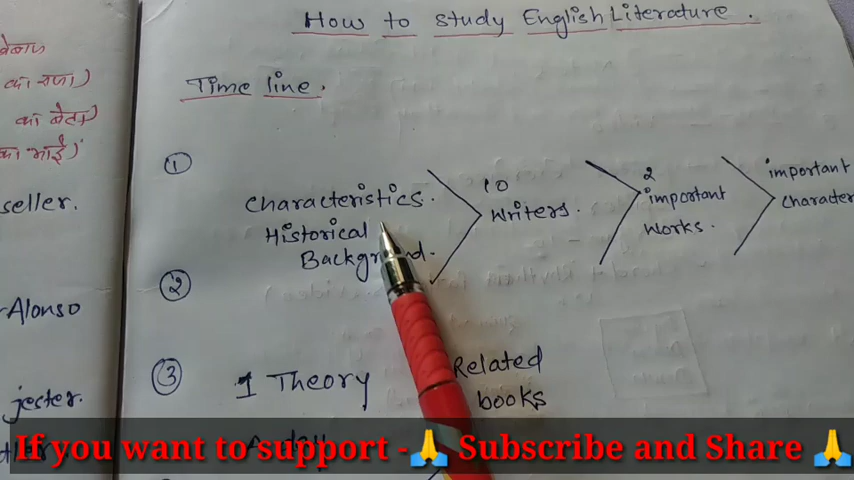 How to study English Literature.
Time line.
बेलाफ
का राजा)
का बेटा)
का भाई)
seller.
Alonso
jester.
①
Characteristics.
Historical
Background.
10
Writers.
2
important
works.
important
character
②
③
1 Theory
A day
Related
books
If you want to support -🙏 Subscribe and Share 🙏